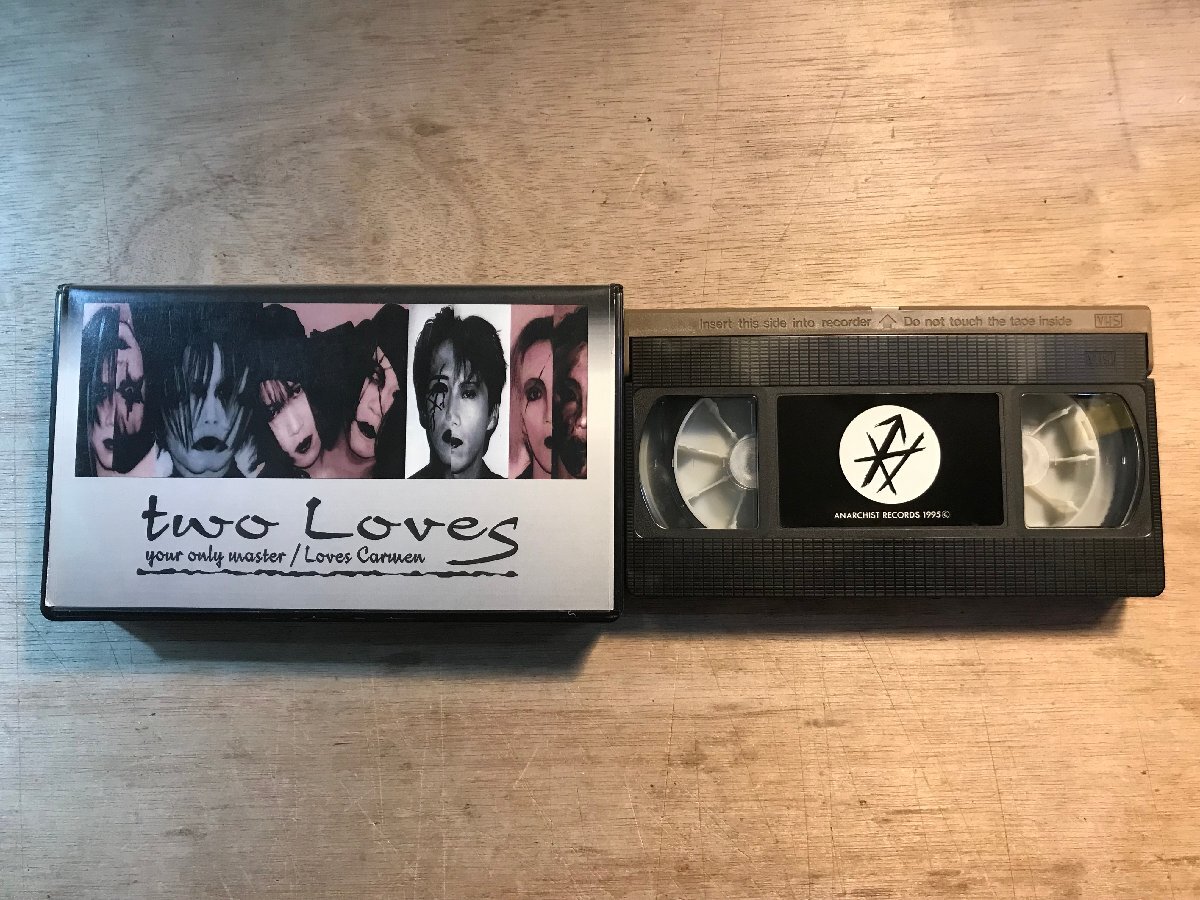 two Loves
your only master / Loves Carmen
Insert this side into recorder Do not touch the tape inside VHS
VHS
ANARCHIST RECORDS 1995©